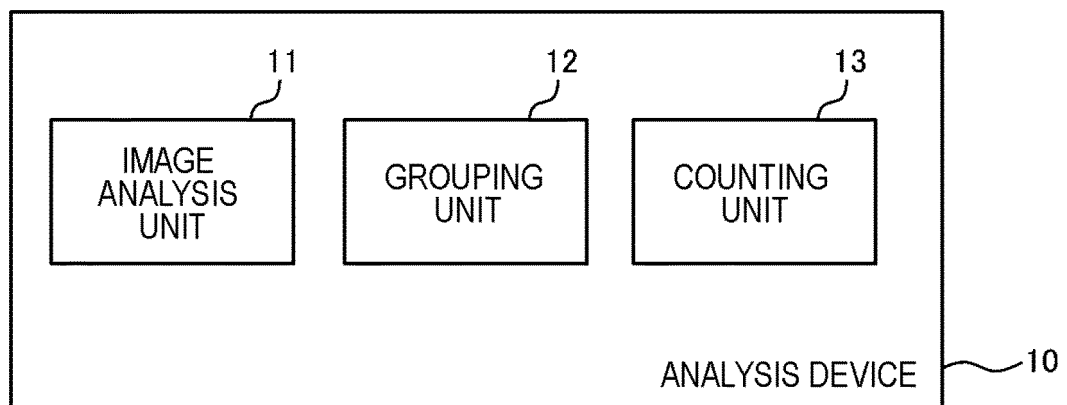 11
12
13
IMAGE
ANALYSIS
UNIT
GROUPING
UNIT
COUNTING
UNIT
ANALYSIS DEVICE
10